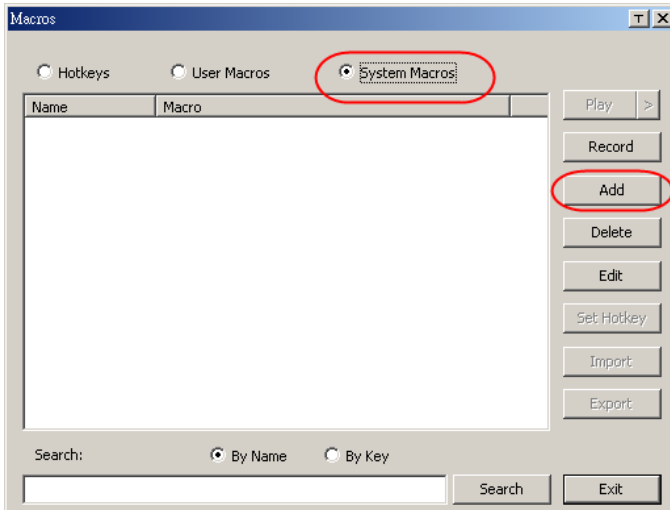 Macros
Hotkeys User Macros System Macros
Name Macro
Play >
Record
Add
Delete
Edit
Set Hotkey
Import
Export
Search: By Name By Key
Search Exit